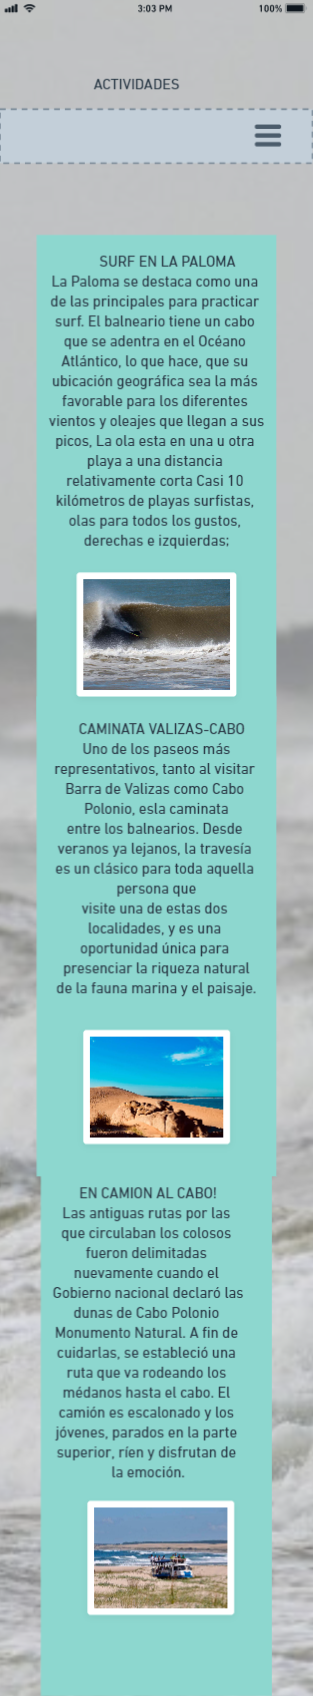 3:03 PM
100%
ACTIVIDADES
SURF EN LA PALOMA
La Paloma se destaca como una
de las principales para practicar
surf. El balneario tiene un cabo
que se adentra en el Océano
Atlántico, lo que hace, que su
ubicación geográfica sea la más
favorable para los diferentes
vientos y oleajes que llegan a sus
picos, La ola esta en una u otra
playa a una distancia
relativamente corta Casi 10
kilómetros de playas surfistas,
olas para todos los gustos,
derechas e izquierdas;
CAMINATA VALIZAS-CABO
Uno de los paseos más
representativos, tanto al visitar
Barra de Valizas como Cabo
Polonio, esla caminata
entre los balnearios. Desde
veranos ya lejanos, la travesía
es un clásico para toda aquella
persona que
visite una de estas dos
localidades, y es una
oportunidad única para
presenciar la riqueza natural
de la fauna marina y el paisaje.
EN CAMION AL CABO!
Las antiguas rutas por las
que circulaban los colosos
fueron delimitadas
nuevamente cuando el
Gobierno nacional declaró las
dunas de Cabo Polonio
Monumento Natural. A fin de
cuidarlas, se estableció una
ruta que va rodeando los
médanos hasta el cabo. El
camión es escalonado y los
jóvenes, parados en la parte
superior, ríen y disfrutan de
la emoción.